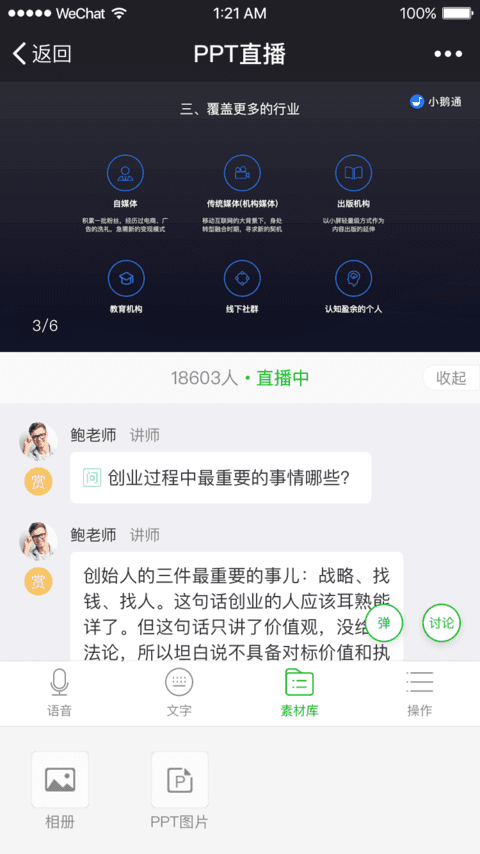 WeChat 1:21 AM 100%
返回 PPT直播
小鹅通
三、覆盖更多的行业
自媒体 传统媒体(机构媒体) 出版机构
积累一批粉丝，经历过电商、广 移动互联网的大背景下，身处 以小屏轻量级方式作为
告的洗礼，急需新的变现模式 转型融合时期，寻求新的契机 内容出版的延伸
教育机构 线下社群 认知盈余的个人
3/6
18603人 • 直播中 收起
鲍老师 讲师
赏
问 创业过程中最重要的事情哪些？
鲍老师 讲师
赏
创始人的三件最重要的事儿：战略、找
钱、找人。这句话创业的人应该耳熟能
详了。但这句话只讲了价值观，没给
法论，所以坦白说不具备对标价值和执
弹 讨论
语音 文字 素材库 操作
相册 PPT图片